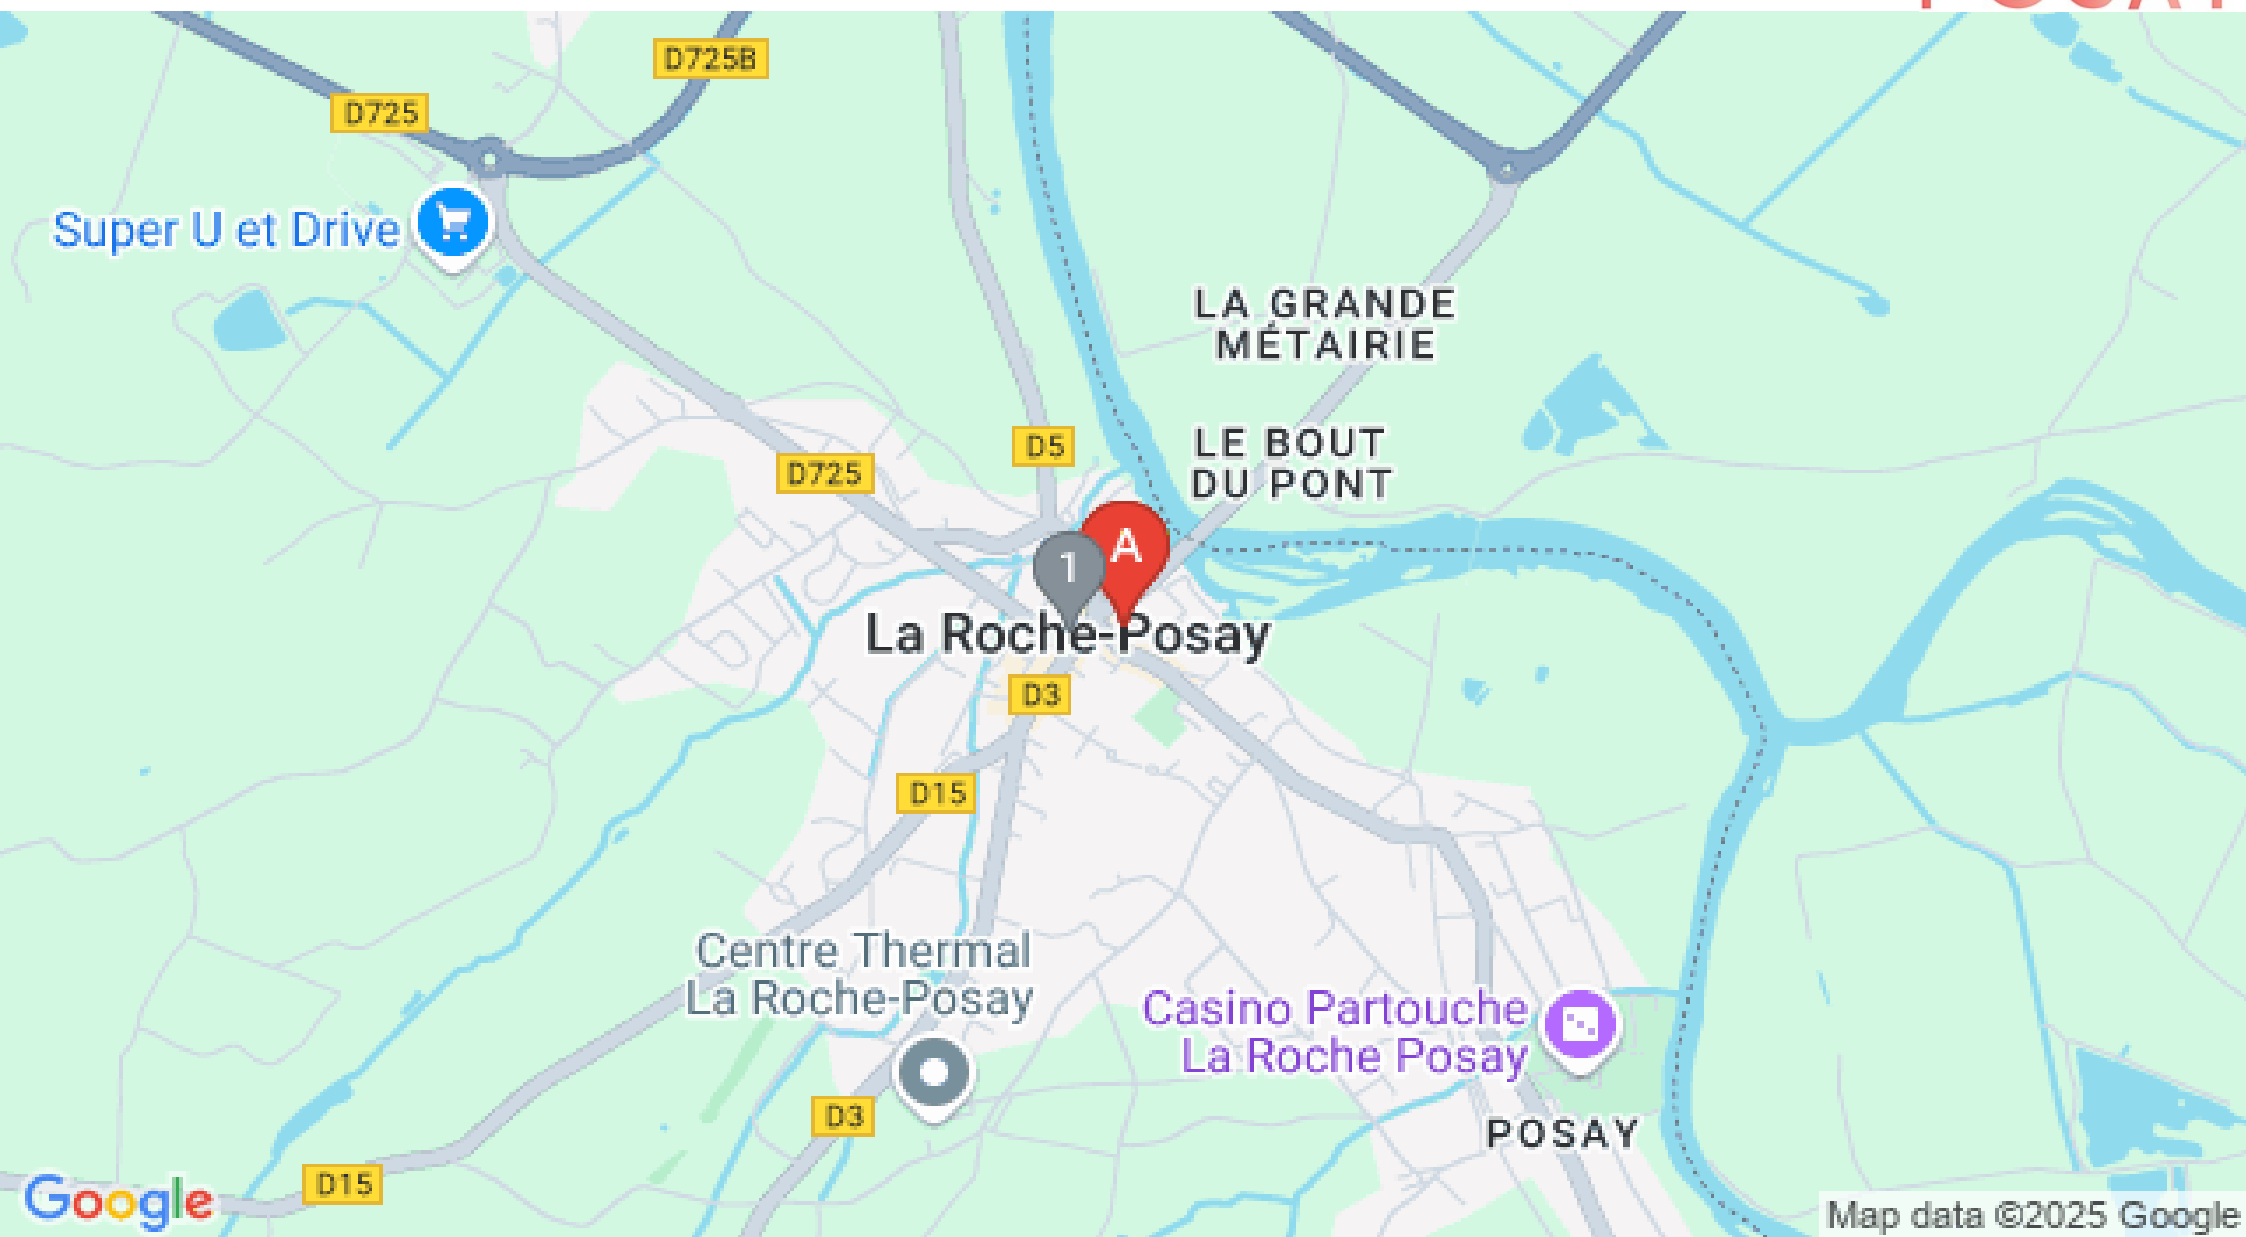 D725B
D725
Super U et Drive
LA GRANDE
MÉTAIRIE
LE BOUT
DU PONT
D5
D725
A
1
La Roche-Posay
D3
D15
Centre Thermal
La Roche-Posay
Casino Partouche
La Roche Posay
D3
POSAY
D15
Google
Map data ©2025 Google